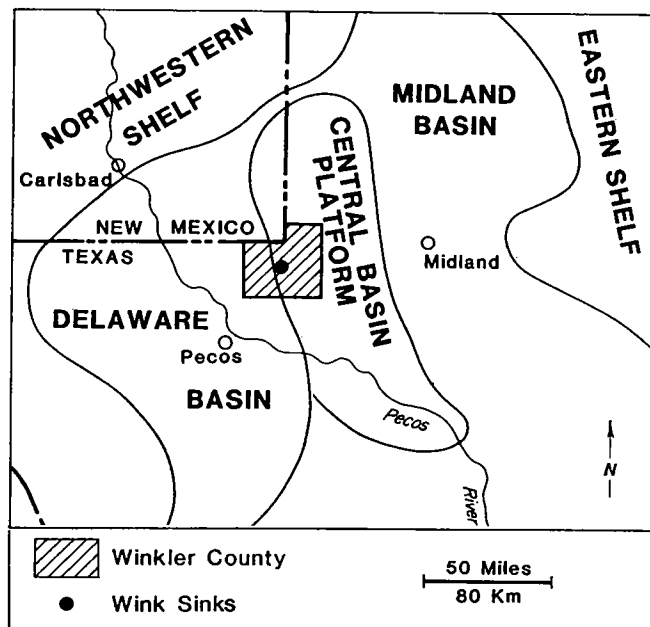 NORTHWESTERN
SHELF
MIDLAND
BASIN
EASTERN SHELF
CENTRAL BASIN
PLATFORM
Carlsbad
NEW MEXICO
TEXAS
Midland
DELAWARE
Pecos
BASIN
Pecos
River
N
Winkler County
50 Miles
Wink Sinks
80 Km